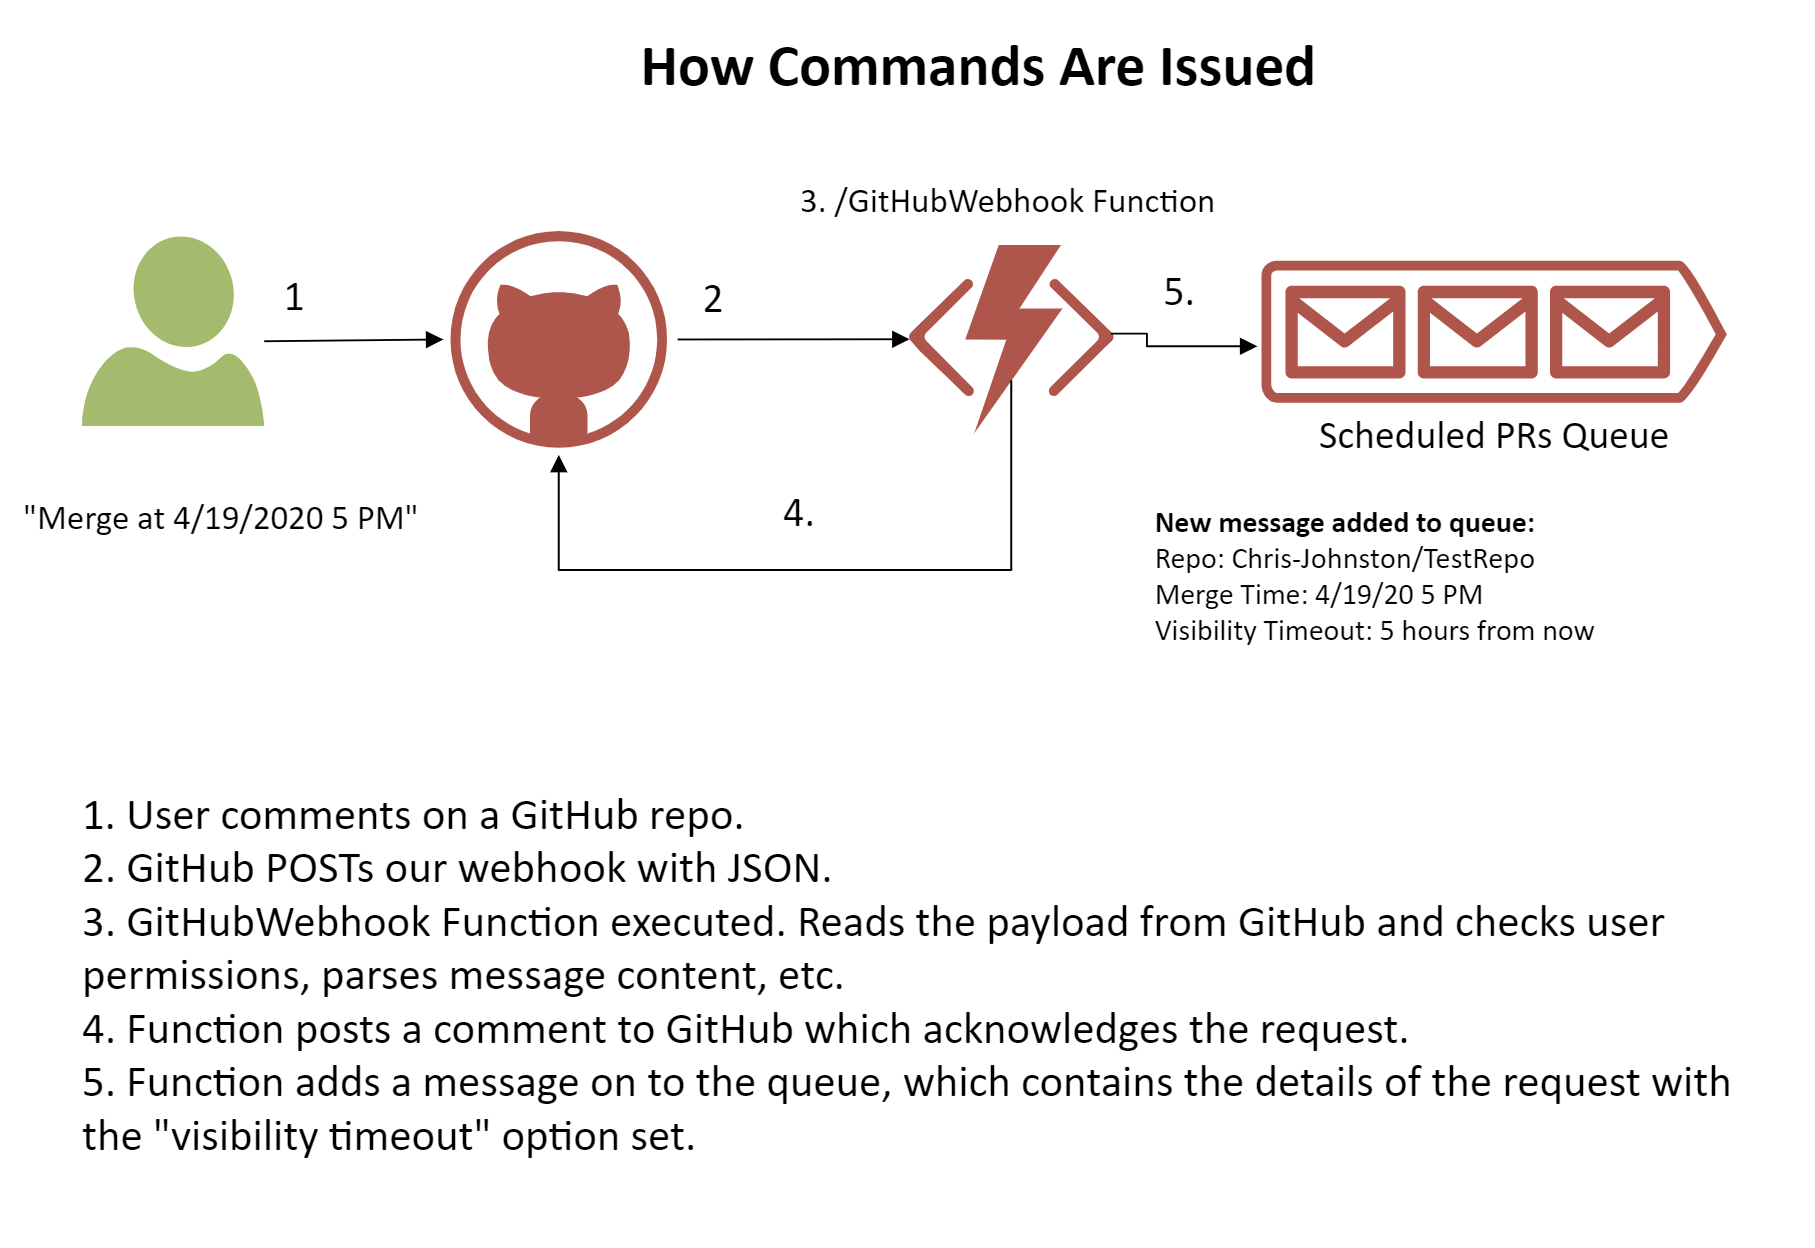 How Commands Are Issued
3. /GitHubWebhook Function
1
2
5.
Scheduled PRs Queue
"Merge at 4/19/2020 5 PM"
4.
New message added to queue:
Repo: Chris-Johnston/TestRepo
Merge Time: 4/19/20 5 PM
Visibility Timeout: 5 hours from now
1. User comments on a GitHub repo.
2. GitHub POSTs our webhook with JSON.
3. GitHubWebhook Function executed. Reads the payload from GitHub and checks user
permissions, parses message content, etc.
4. Function posts a comment to GitHub which acknowledges the request.
5. Function adds a message on to the queue, which contains the details of the request with
the "visibility timeout" option set.